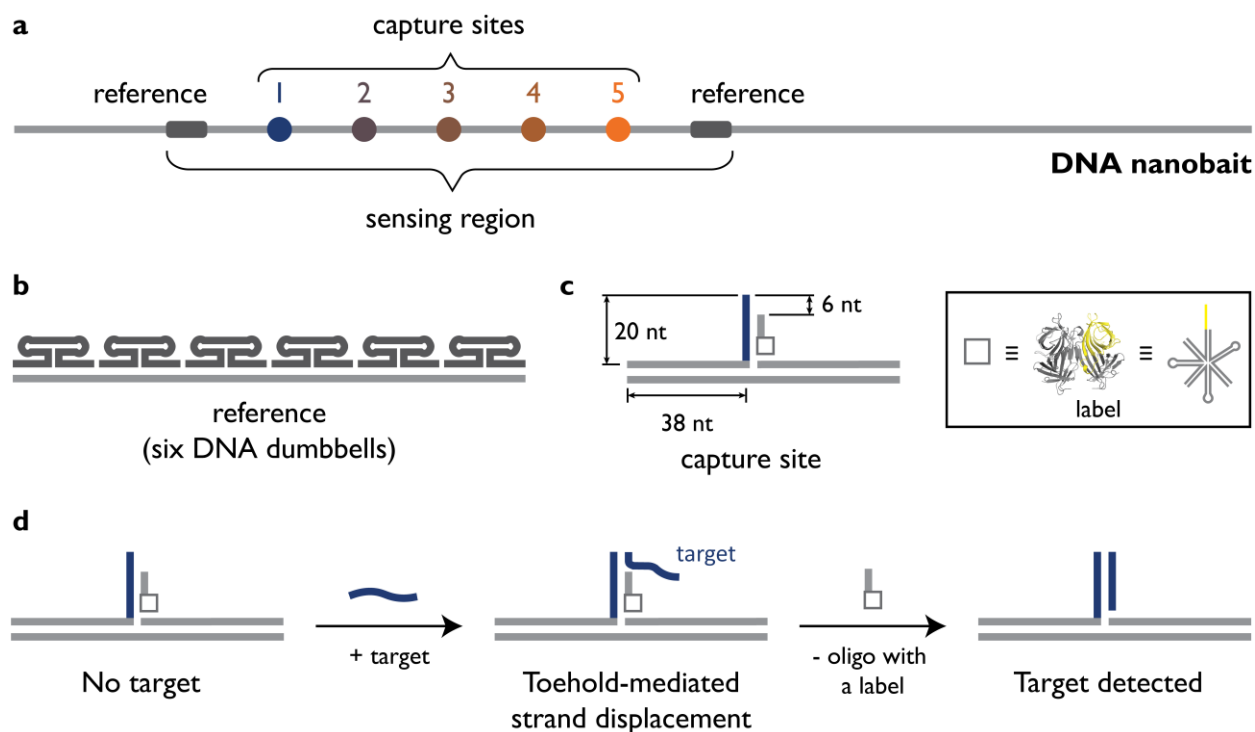 a
capture sites
reference
1
2
3
4
5
reference
DNA nanobait
sensing region
b
reference
(six DNA dumbbells)
c
20 nt
6 nt
38 nt
capture site
≡
≡
label
d
No target
+ target
target
Toehold-mediated
strand displacement
- oligo with
a label
Target detected